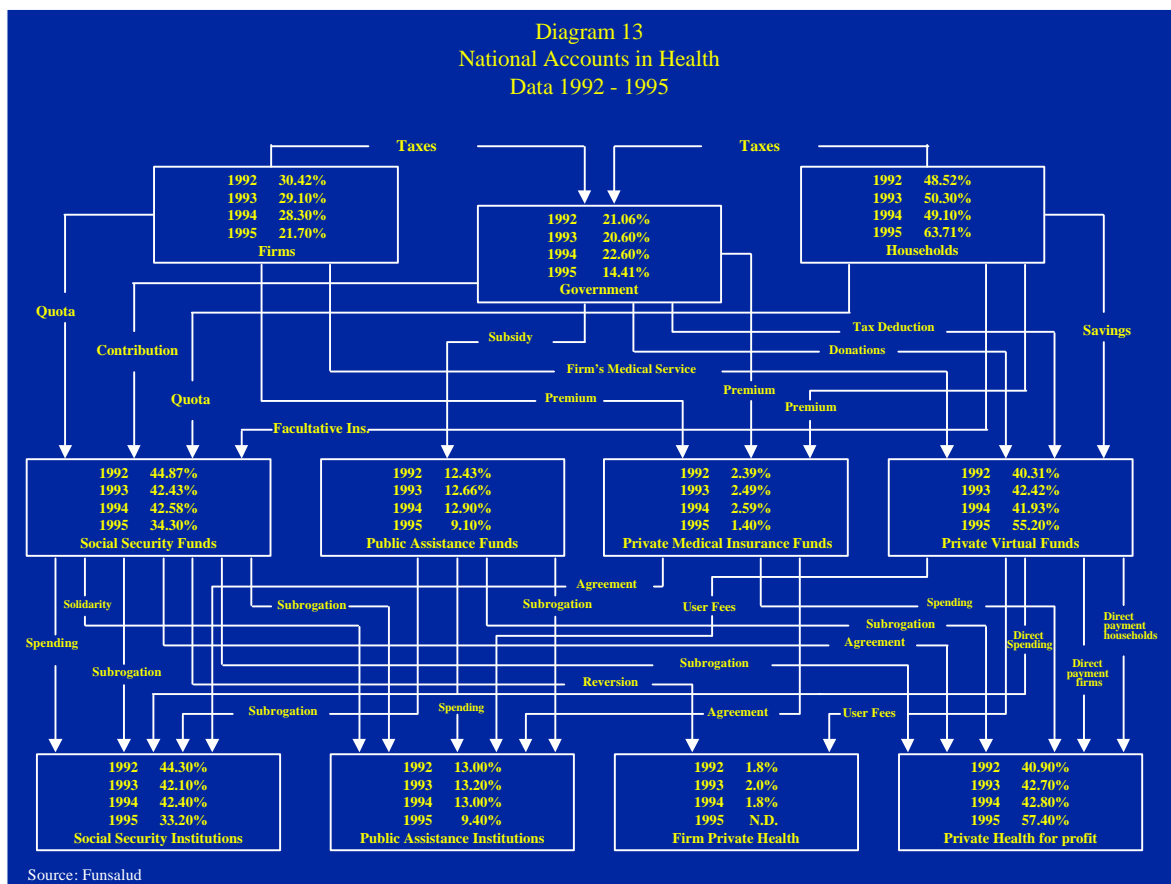 Diagram 13
National Accounts in Health
Data 1992 - 1995
Taxes
Taxes
1992 30.42%
1993 29.10%
1994 28.30%
1995 21.70%
Firms
1992 21.06%
1993 20.60%
1994 22.60%
1995 14.41%
Government
1992 48.52%
1993 50.30%
1994 49.10%
1995 63.71%
Households
Quota
Contribution
Quota
Subsidy
Tax Deduction
Donations
Savings
Firm's Medical Service
Premium
Premium
Premium
Facultative Ins.
1992 44.87%
1993 42.43%
1994 42.58%
1995 34.30%
Social Security Funds
1992 12.43%
1993 12.66%
1994 12.90%
1995 9.10%
Public Assistance Funds
1992 2.39%
1993 2.49%
1994 2.59%
1995 1.40%
Private Medical Insurance Funds
1992 40.31%
1993 42.42%
1994 41.93%
1995 55.20%
Private Virtual Funds
Solidarity
Spending
Subrogation
Subrogation
Agreement
Subrogation
User Fees
Spending
Subrogation
Agreement
Direct
Spending
Direct
payment
households
Subrogation
Direct
payment
firms
Reversion
Subrogation
Spending
Agreement
User Fees
1992 44.30%
1993 42.10%
1994 42.40%
1995 33.20%
Social Security Institutions
1992 13.00%
1993 13.20%
1994 13.00%
1995 9.40%
Public Assistance Institutions
1992 1.8%
1993 2.0%
1994 1.8%
1995 N.D.
Firm Private Health
1992 40.90%
1993 42.70%
1994 42.80%
1995 57.40%
Private Health for profit
Source: Funsalud